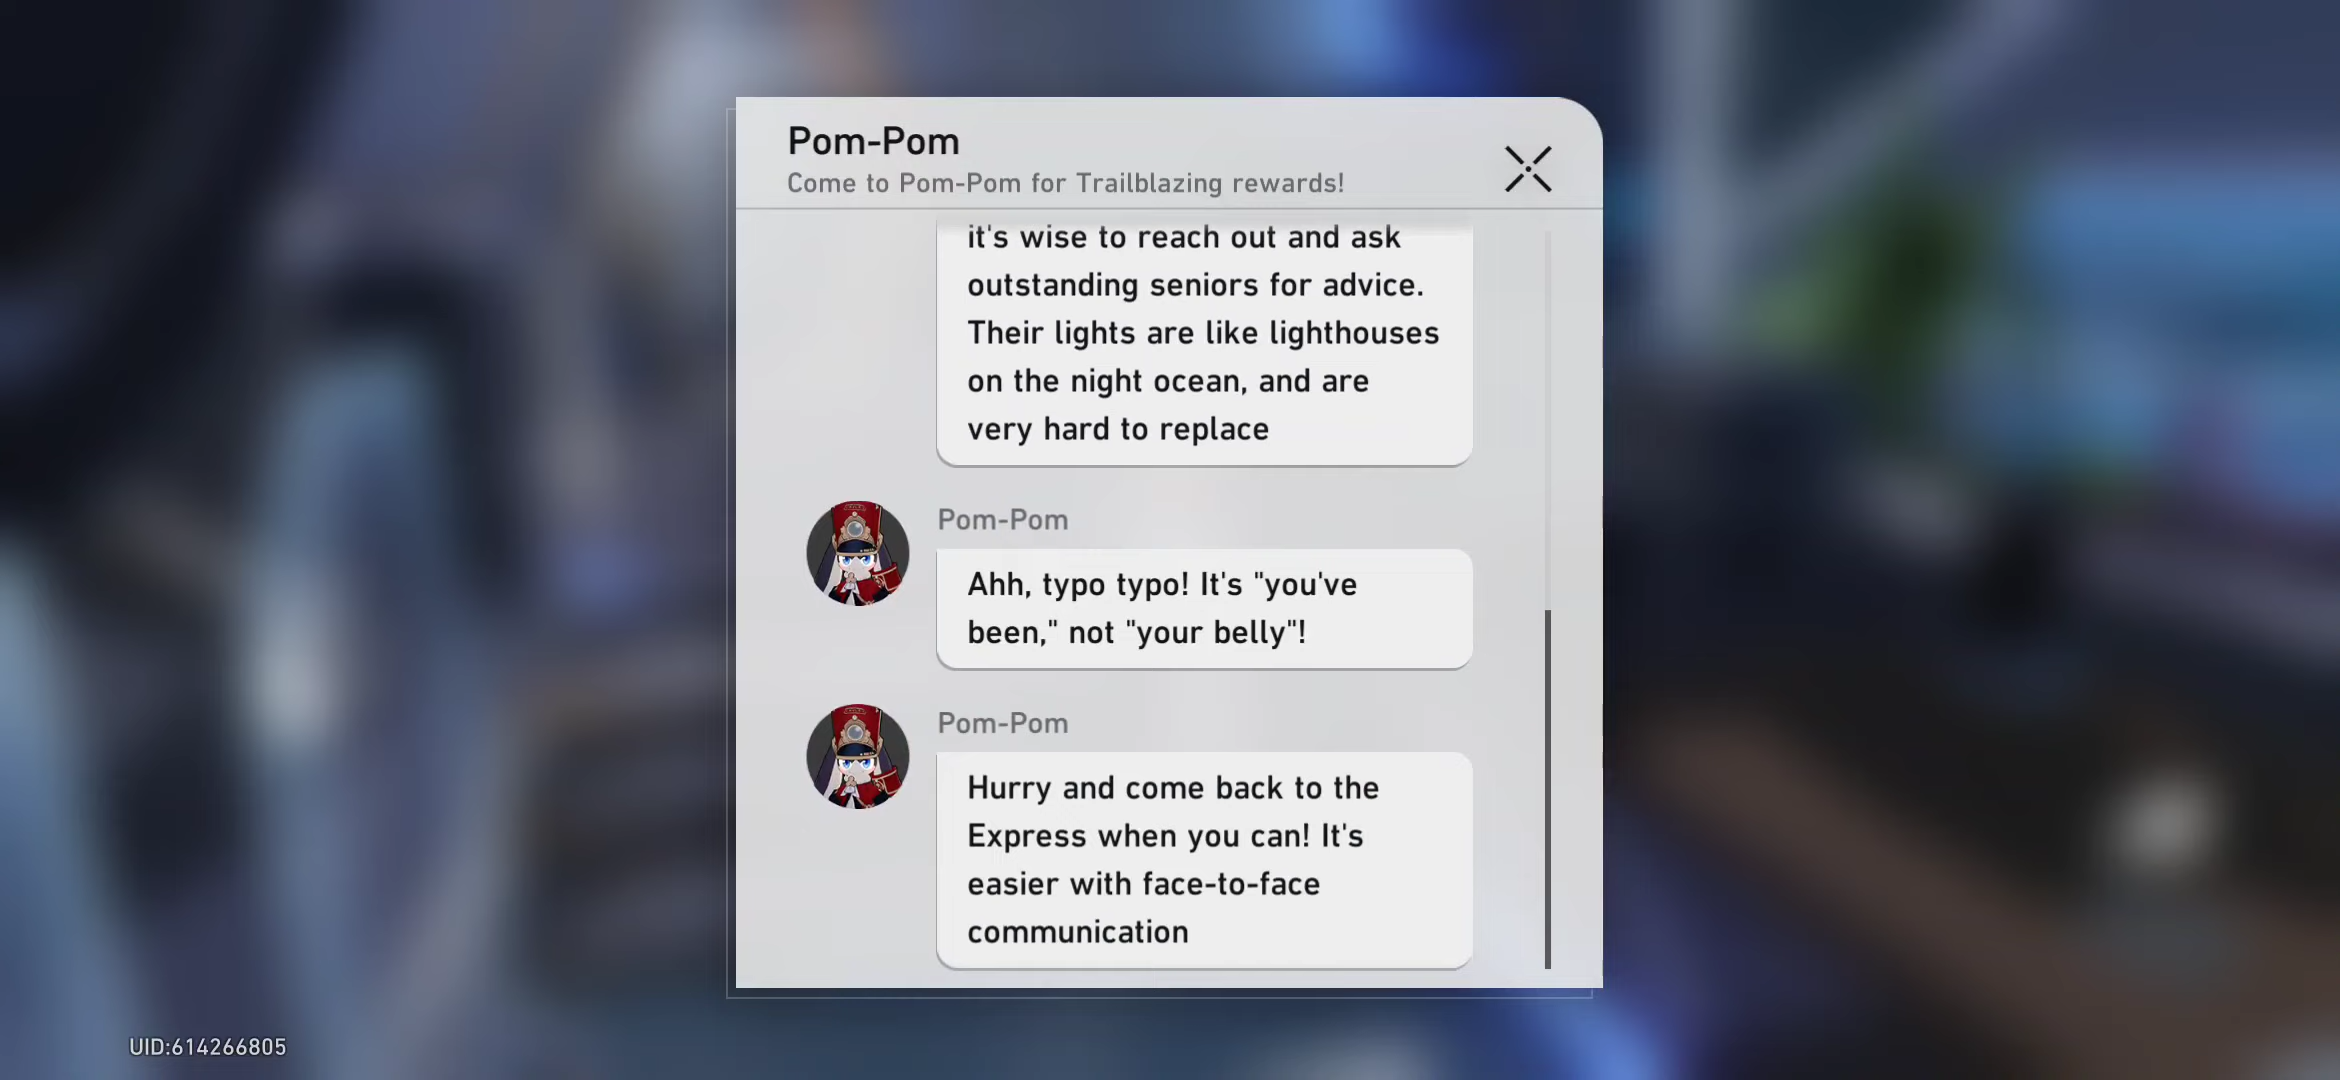 Pom-Pom
Come to Pom-Pom for Trailblazing rewards!
it's wise to reach out and ask
outstanding seniors for advice.
Their lights are like lighthouses
on the night ocean, and are
very hard to replace
Pom-Pom
Ahh, typo typo! It's "you've
been," not "your belly"!
Pom-Pom
Hurry and come back to the
Express when you can! It's
easier with face-to-face
communication
UID:614266805